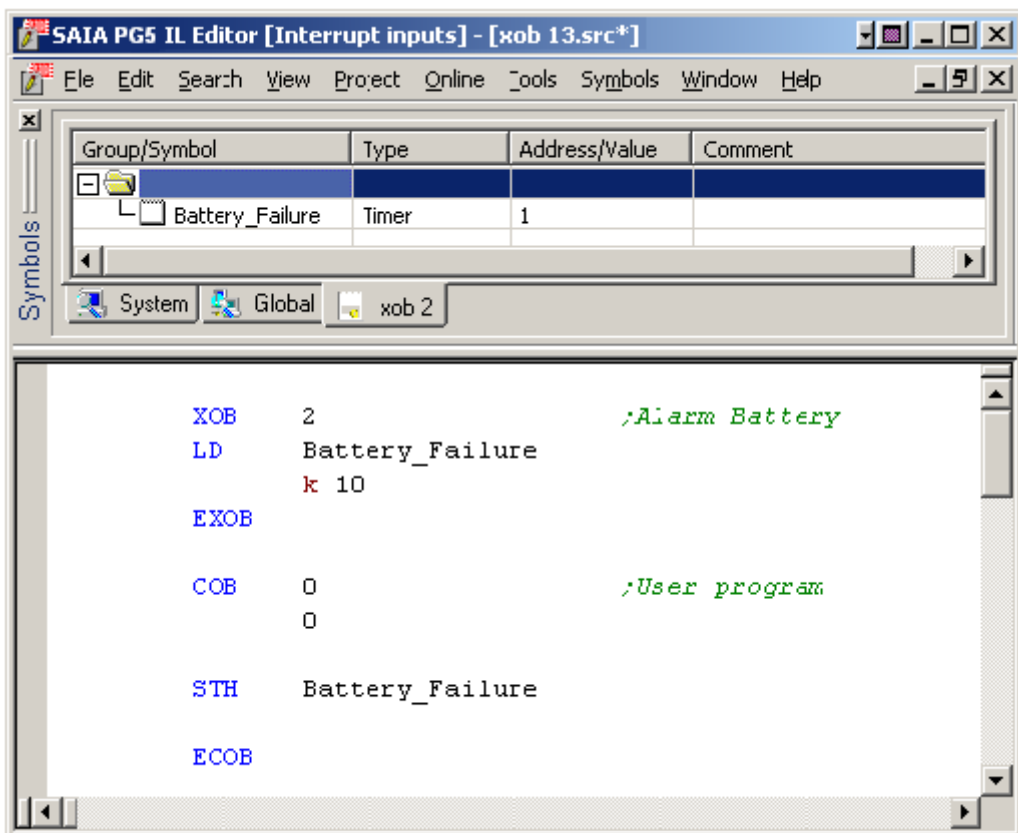 SAIA PG5 IL Editor [Interrupt inputs] - [xob 13.src*]
File Edit Search View Project Online Tools Symbols Window Help
Symbols
Group/Symbol Type Address/Value Comment
Battery_Failure Timer 1
System Global xob 2
XOB 2 ;Alarm Battery
LD Battery_Failure
k 10
EXOB
COB 0 ;User program
0
STH Battery_Failure
ECOB